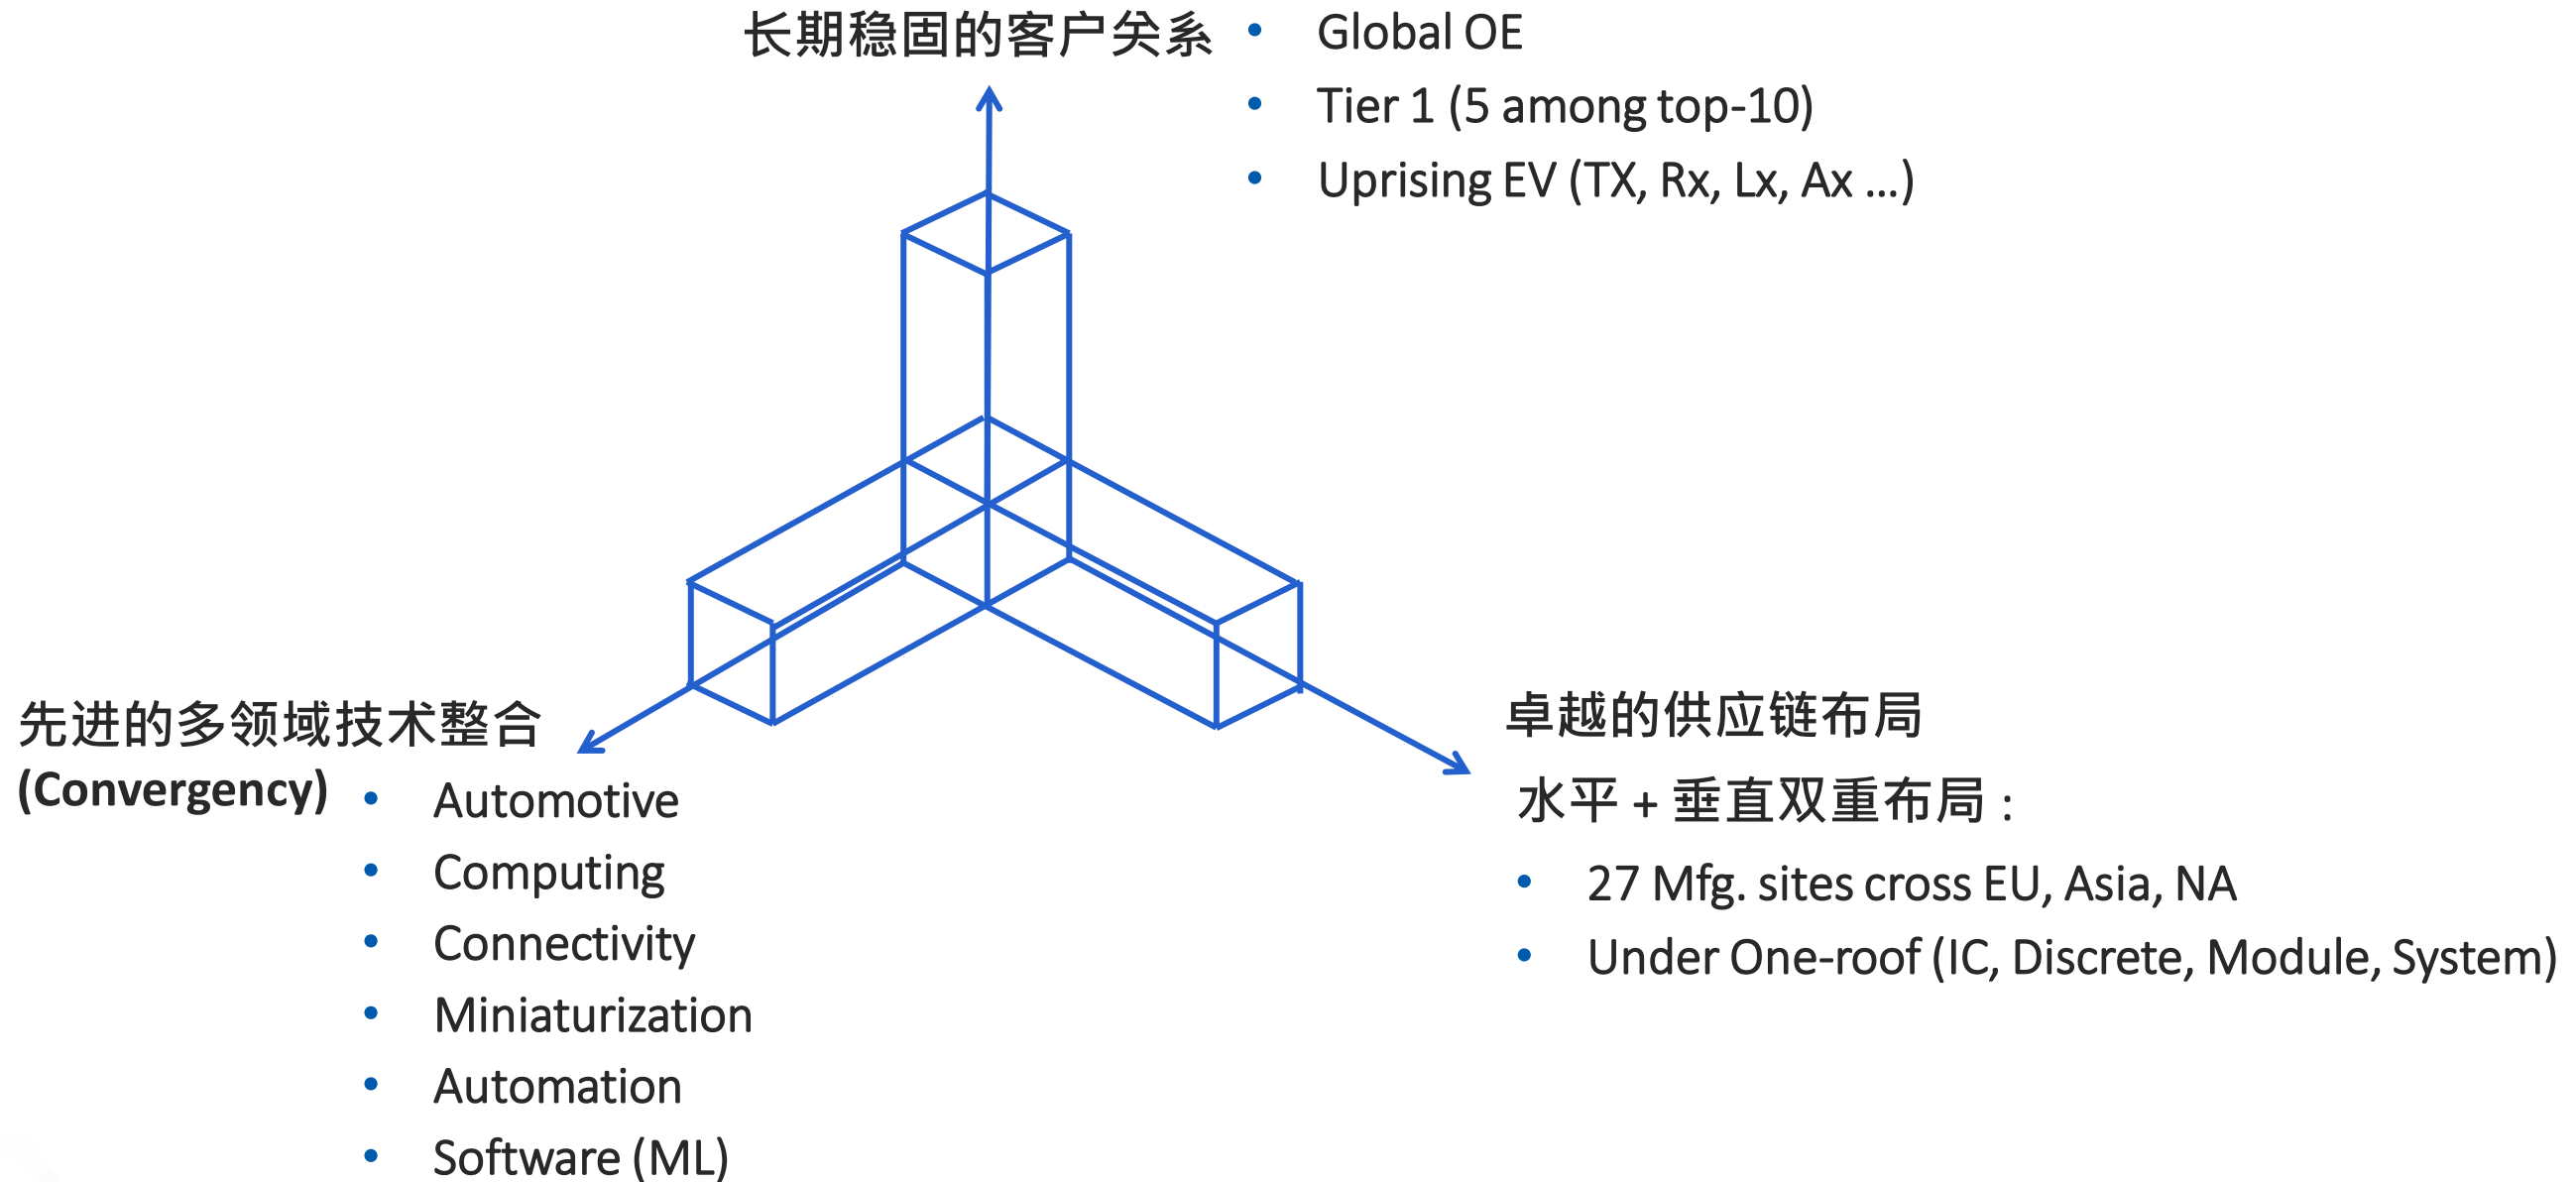 长期稳固的客户关系
• Global OE
• Tier 1 (5 among top-10)
• Uprising EV (TX, Rx, Lx, Ax ...)
先进的多领域技术整合
(Convergency)
• Automotive
• Computing
• Connectivity
• Miniaturization
• Automation
• Software (ML)
卓越的供应链布局
水平 + 垂直双重布局 :
• 27 Mfg. sites cross EU, Asia, NA
• Under One-roof (IC, Discrete, Module, System)